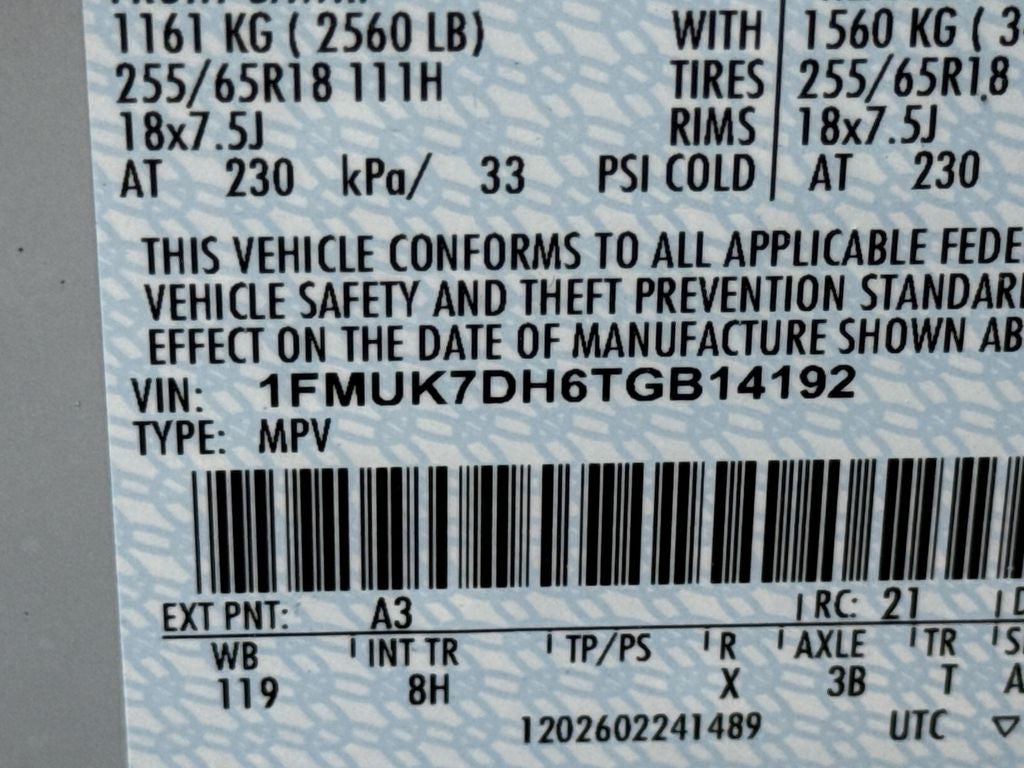 1161 KG ( 2560 LB) WITH 1560 KG ( 3
255/65R18 111H TIRES 255/65R18
18x7.5J RIMS 18x7.5J
AT 230 kPa/ 33 PSI COLD AT 230
THIS VEHICLE CONFORMS TO ALL APPLICABLE FEDE
VEHICLE SAFETY AND THEFT PREVENTION STANDAR
EFFECT ON THE DATE OF MANUFACTURE SHOWN AB
VIN: 1FMUK7DH6TGB14192
TYPE: MPV
EXT PNT: A3 RC: 21
WB INT TR TP/PS R AXLE TR
119 8H X 3B T A
1202602241489 UTC ▽